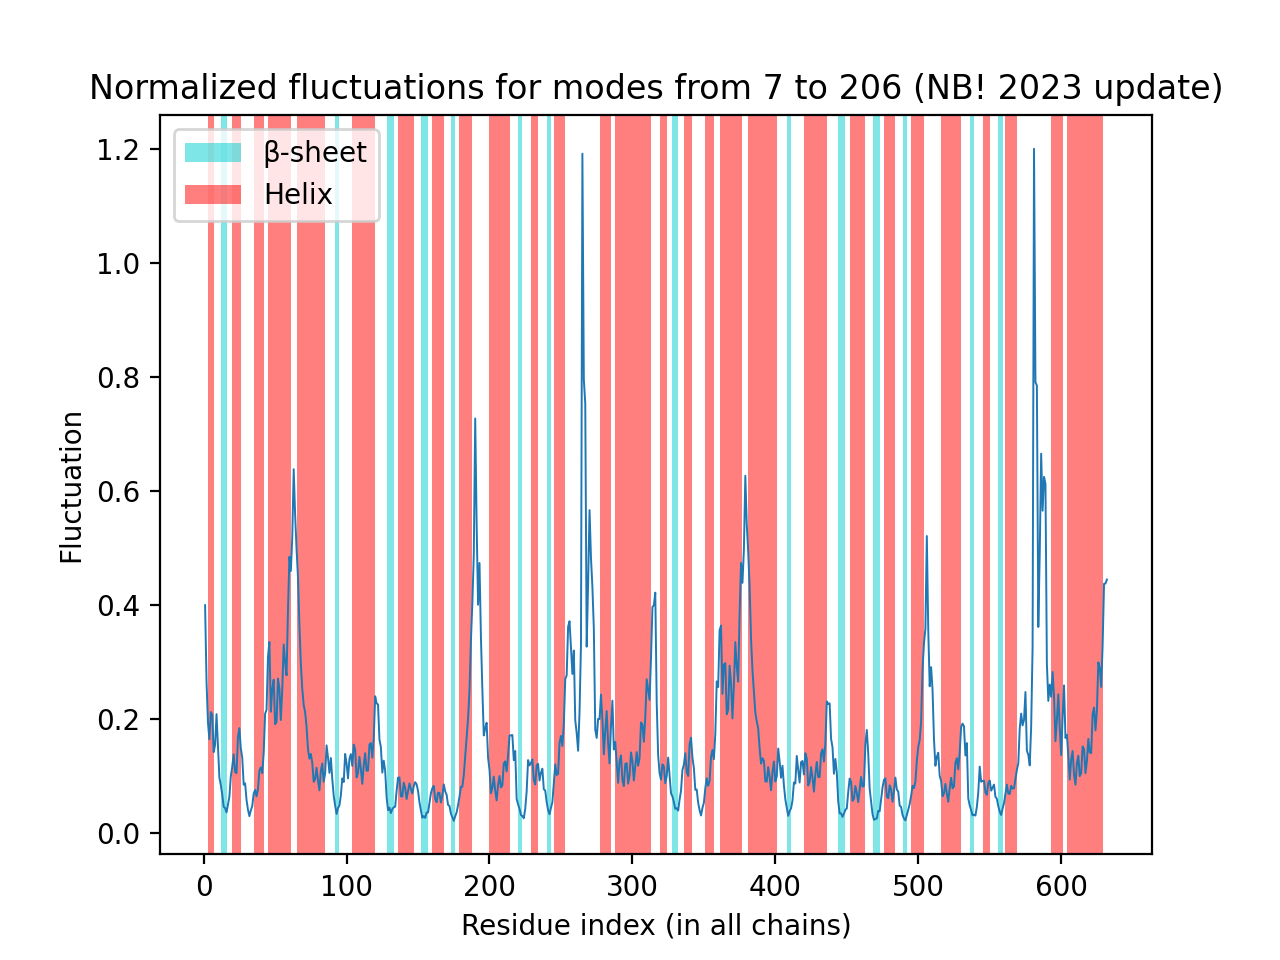 Normalized fluctuations for modes from 7 to 206 (NB! 2023 update)
β-sheet
Helix
1.2
1.0
0.8
0.6
0.4
0.2
0.0
Fluctuation
0 100 200 300 400 500 600
Residue index (in all chains)